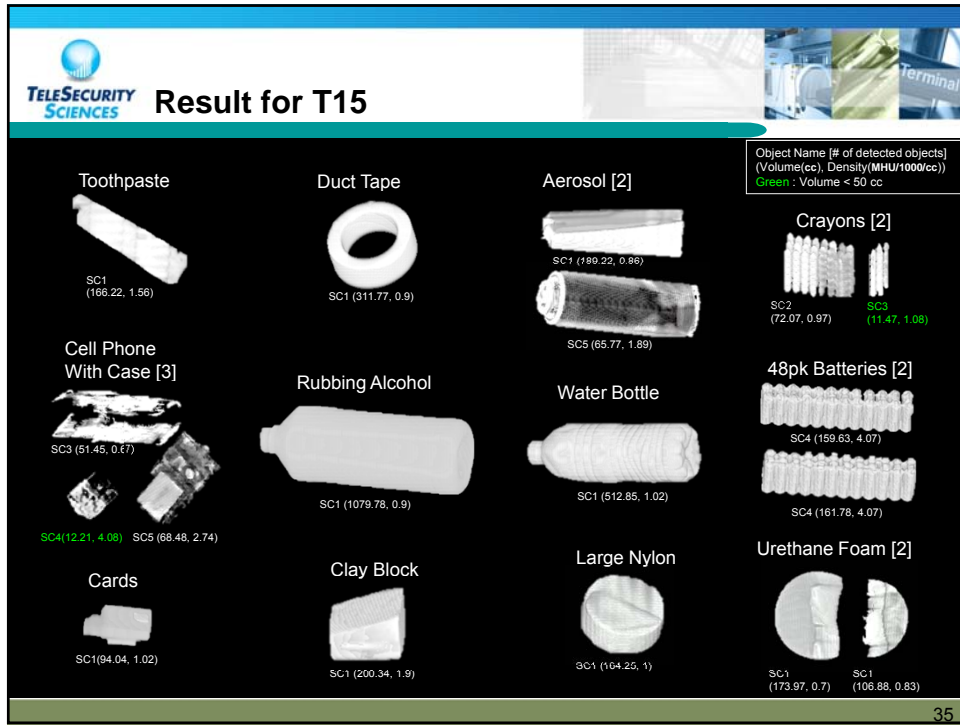 TELESECURITY
SCIENCES
Result for T15
Terminal
Object Name [# of detected objects]
(Volume(cc), Density(MHU/1000/cc))
Green : Volume < 50 cc
Toothpaste
SC1
(166.22, 1.56)
Duct Tape
SC1 (311.77, 0.9)
Aerosol [2]
SC1 (189.22, 0.86)
SC5 (65.77, 1.89)
Crayons [2]
SC2
(72.07, 0.97)
SC3
(11.47, 1.08)
Cell Phone
With Case [3]
SC3 (51.45, 0.67)
SC4(12.21, 4.08)
SC5 (68.48, 2.74)
Rubbing Alcohol
SC1 (1079.78, 0.9)
Water Bottle
SC1 (512.85, 1.02)
48pk Batteries [2]
SC4 (159.63, 4.07)
SC4 (161.78, 4.07)
Cards
SC1(94.04, 1.02)
Clay Block
SC1 (200.34, 1.9)
Large Nylon
SC1 (164.25, 1)
Urethane Foam [2]
SC1
(173.97, 0.7)
SC1
(106.88, 0.83)
35